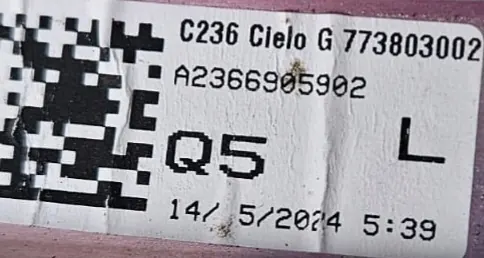 C236 Cielo G 773803002
A2366905902
Q5 L
14/ 5/2024 5:39